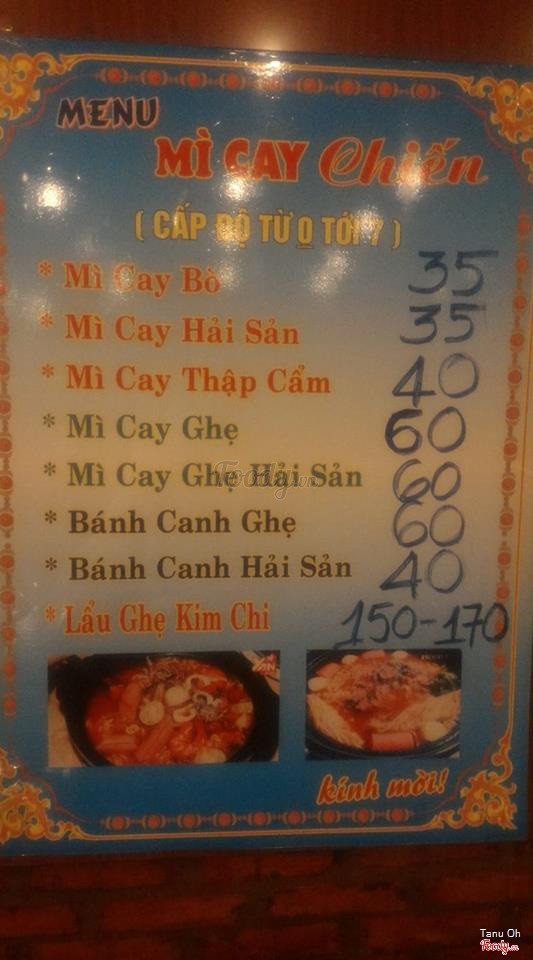 MENU
MÌ CAY Chiến
( CẤP ĐỘ TỪ 0 TỚI 7 )
* Mì Cay Bò 35
* Mì Cay Hải Sản 35
* Mì Cay Thập Cẩm 40
* Mì Cay Ghẹ 60
* Mì Cay Ghẹ Hải Sản 60
* Bánh Canh Ghẹ 60
* Bánh Canh Hải Sản 40
* Lẩu Ghẹ Kim Chi 150-170
kính mời!
Tanu Oh
Foody.vn